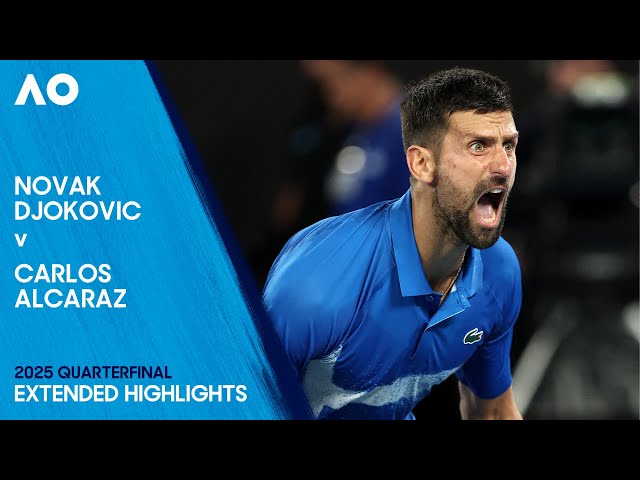 AO
NOVAK
DJOKOVIC
v
CARLOS
ALCARAZ
2025 QUARTERFINAL
EXTENDED HIGHLIGHTS